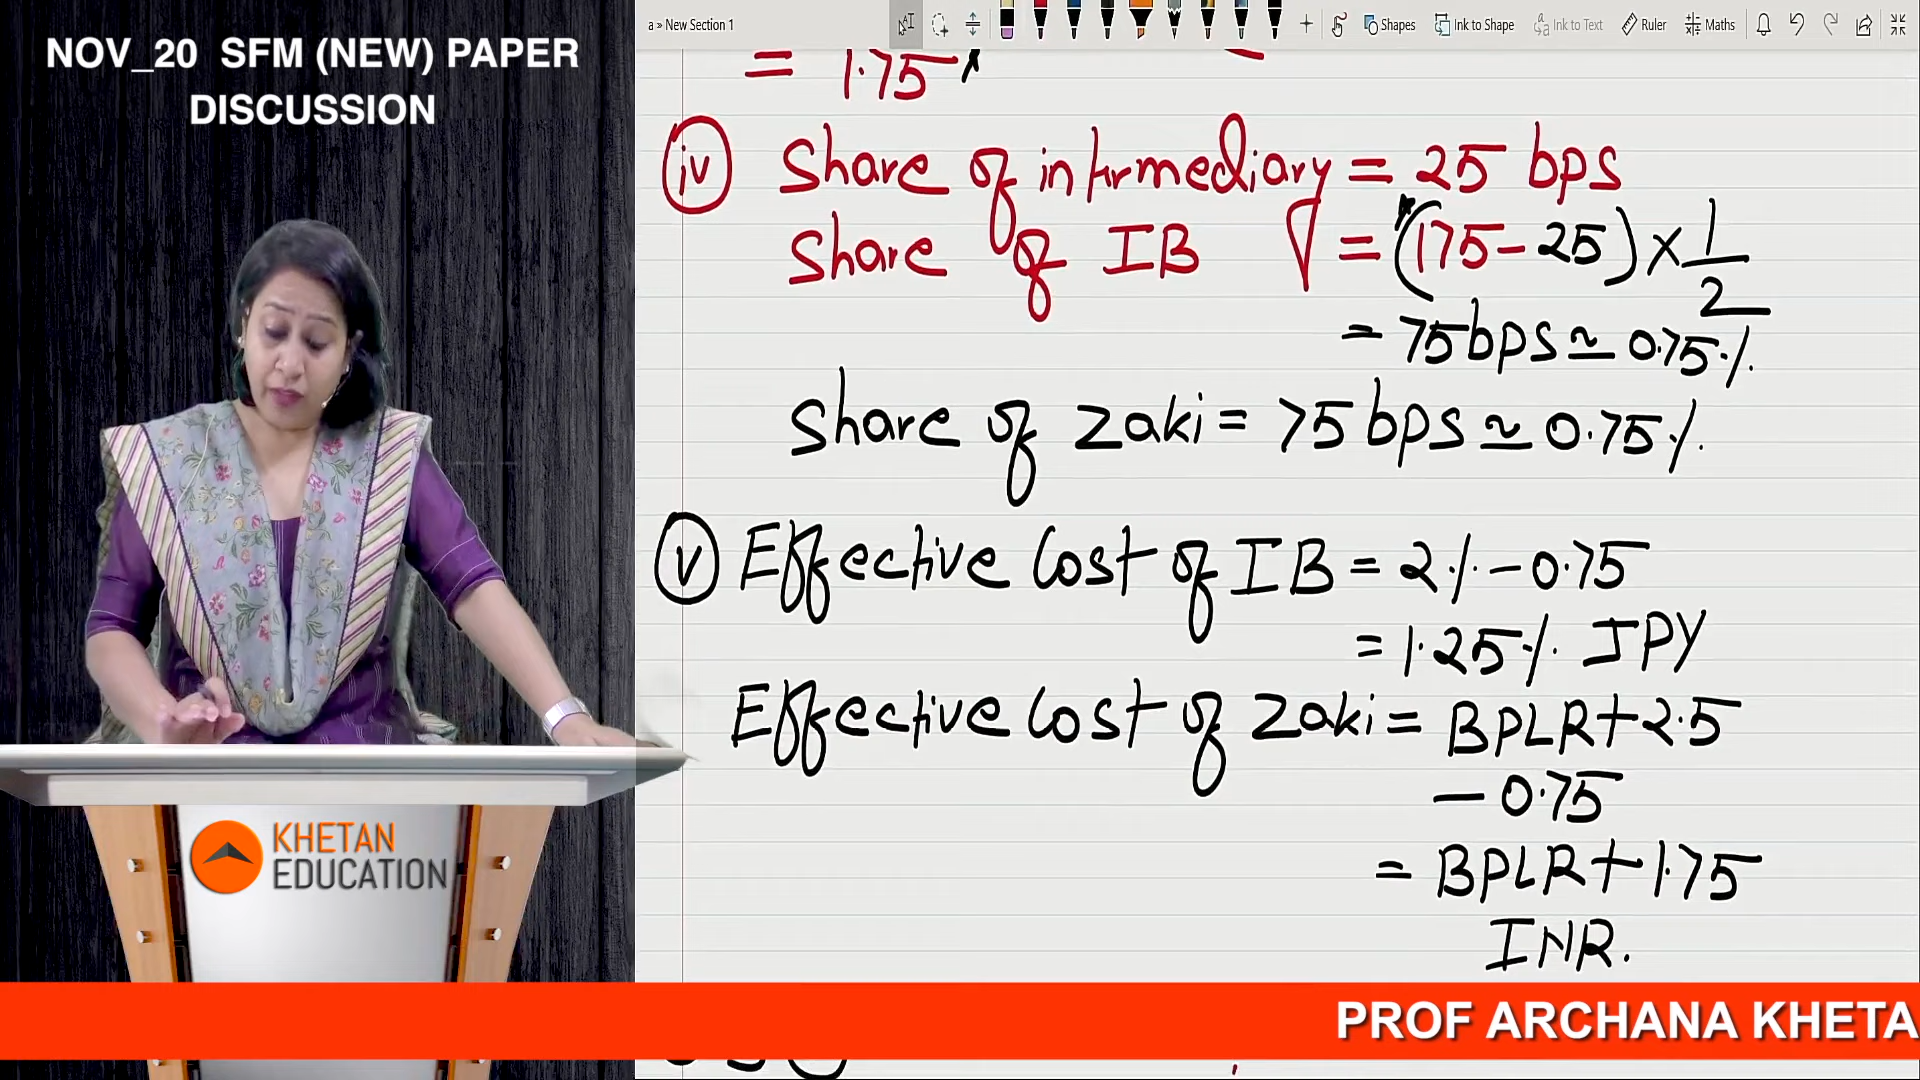 NOV_20 SFM (NEW) PAPER
DISCUSSION
a » New Section 1
Shapes
Ink to Shape
Ink to Text
Ruler
Maths
= 1.75
iv Share of intermediary = 25 bps
Share of IB = (175 - 25) x 1/2
= 75 bps ≃ 0.75%
Share of Zaki = 75 bps ≃ 0.75%
v Effective Cost of IB = 2% - 0.75
= 1.25% JPY
Effective Cost of Zaki = BPLR + 2.5
- 0.75
= BPLR + 1.75
INR.
KHETAN
EDUCATION
PROF ARCHANA KHETA